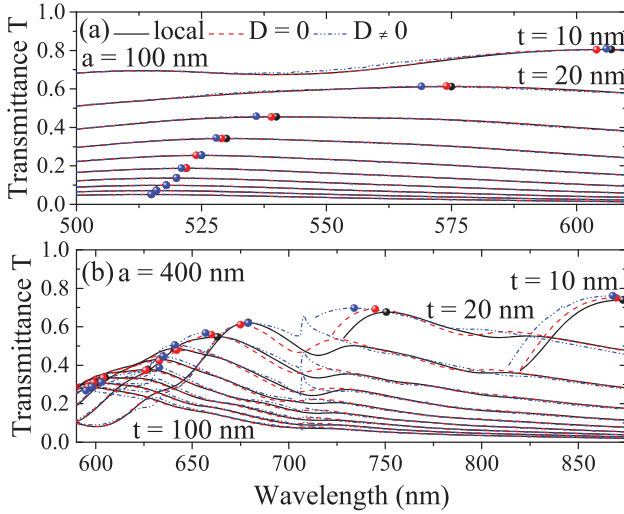 (a) local D = 0 D ≠ 0 t = 10 nm
a = 100 nm t = 20 nm
Transmittance T
1.0
0.8
0.6
0.4
0.2
0.0
500 525 550 575 600
(b) a = 400 nm t = 10 nm
t = 20 nm
t = 100 nm
Transmittance T
1.0
0.8
0.6
0.4
0.2
0.0
600 650 700 750 800 850
Wavelength (nm)